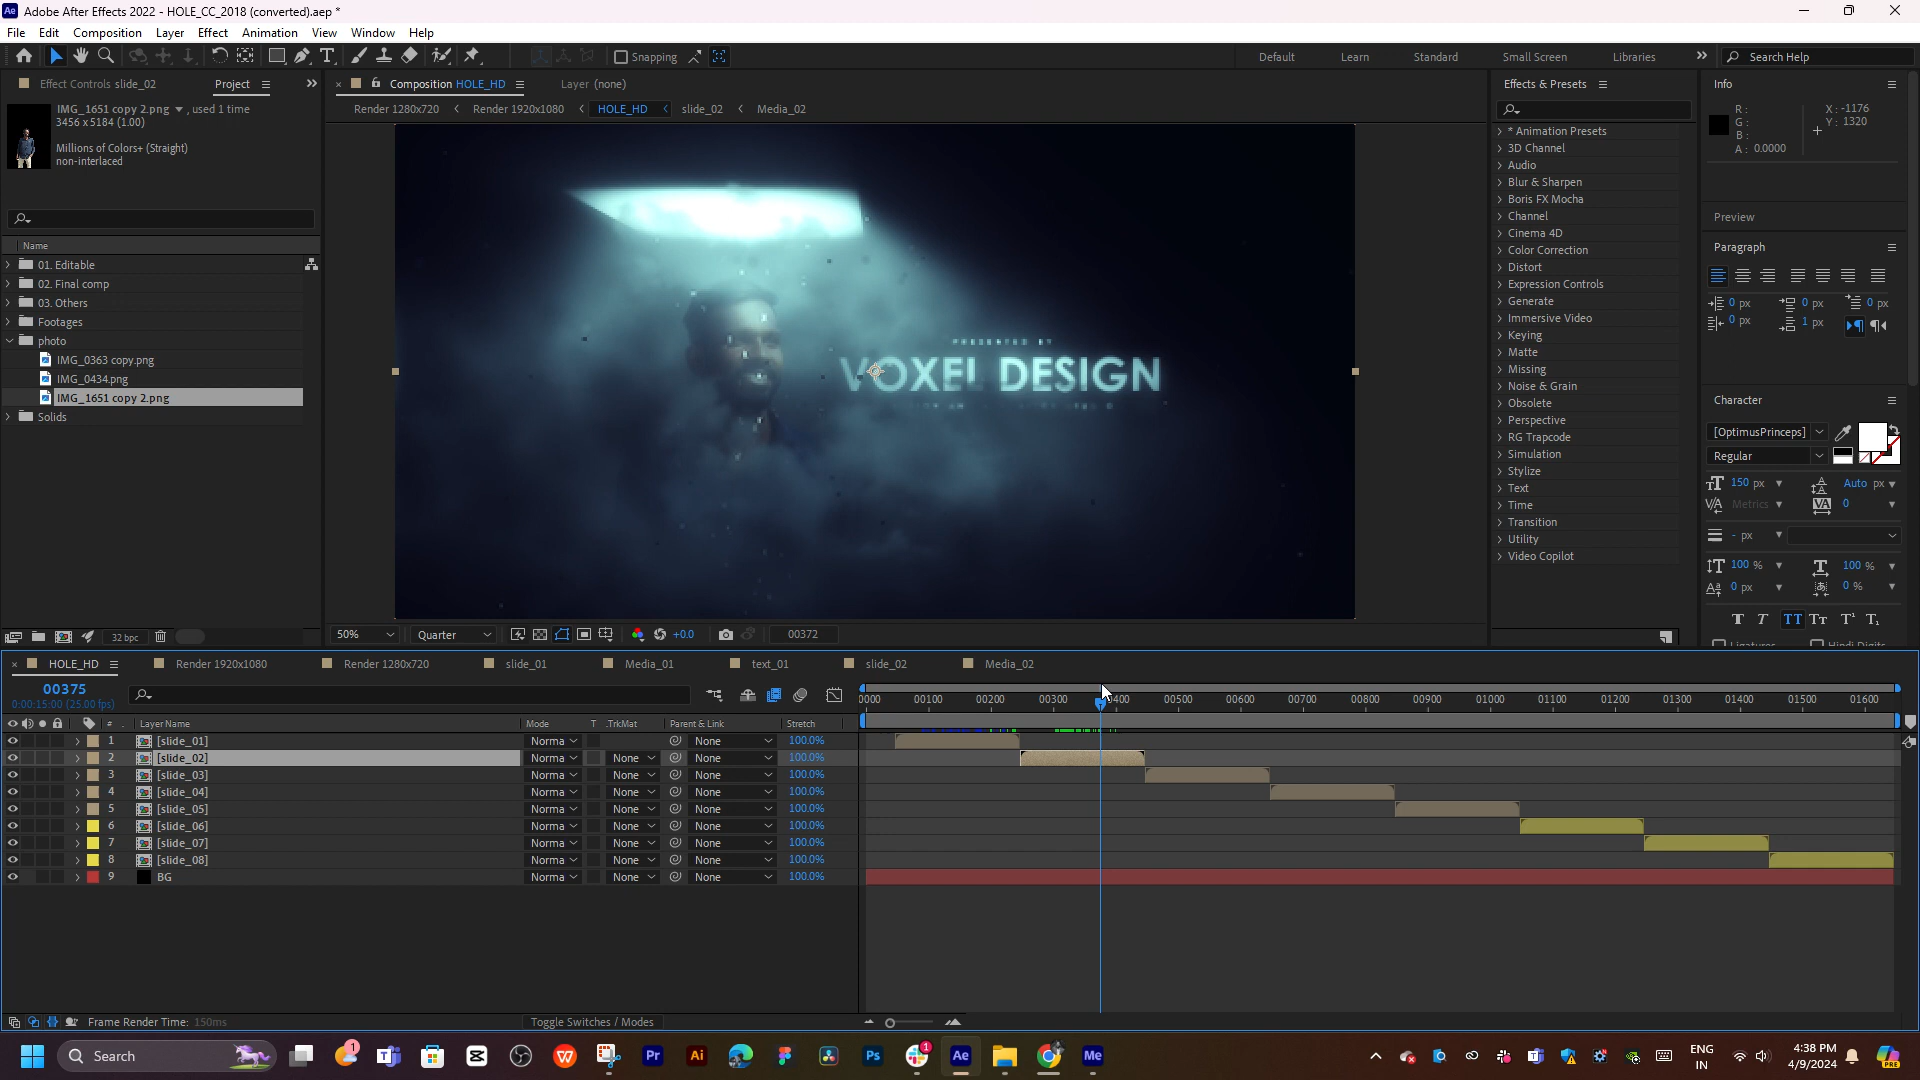 Adobe After Effects 2022 - HOLE_CC_2018 (converted).aep *
File Edit Composition Layer Effect Animation View Window Help
Snapping
Default Learn Standard Small Screen Libraries Search Help
Effect Controls slide_02 Project
IMG_1651 copy 2.png , used 1 time
3456 x 5184 (1.00)
Millions of Colors+ (Straight)
non-interlaced
Name
01. Editable
02. Final comp
03. Others
Footages
photo
IMG_0363 copy.png
IMG_0434.png
IMG_1651 copy 2.png
Solids
32 bpc
Composition HOLE_HD Layer (none)
Render 1280x720 Render 1920x1080 HOLE_HD slide_02 Media_02
VOXEL DESIGN
50% Quarter +0.0 00372
Effects & Presets
* Animation Presets
3D Channel
Audio
Blur & Sharpen
Boris FX Mocha
Channel
Cinema 4D
Color Correction
Distort
Expression Controls
Generate
Immersive Video
Keying
Matte
Missing
Noise & Grain
Obsolete
Perspective
RG Trapcode
Simulation
Stylize
Text
Time
Transition
Utility
Video Copilot
Info
R :
G :
B :
A : 0.0000
X : -1176
Y : 1320
Preview
Paragraph
0 px 0 px 0 px
0 px 1 px
Character
[OptimusPrinceps]
Regular
150 px Auto px
Metrics 0
- px
100 % 100 %
0 px 0 %
Ligatures Hindi Digits
HOLE_HD Render 1920x1080 Render 1280x720 slide_01 Media_01 text_01 slide_02 Media_02
00375
0:00:15:00 (25.00 fps)
0000 00100 00200 00300 0400 00500 00600 00700 00800 00900 01000 01100 01200 01300 01400 01500 01600
# Layer Name Mode T .TrkMat Parent & Link Stretch
1 [slide_01] Norma None 100.0%
2 [slide_02] Norma None None 100.0%
3 [slide_03] Norma None None 100.0%
4 [slide_04] Norma None None 100.0%
5 [slide_05] Norma None None 100.0%
6 [slide_06] Norma None None 100.0%
7 [slide_07] Norma None None 100.0%
8 [slide_08] Norma None None 100.0%
9 BG Norma None None 100.0%
Frame Render Time: 150ms
Toggle Switches / Modes
Search
ENG
IN
4:38 PM
4/9/2024